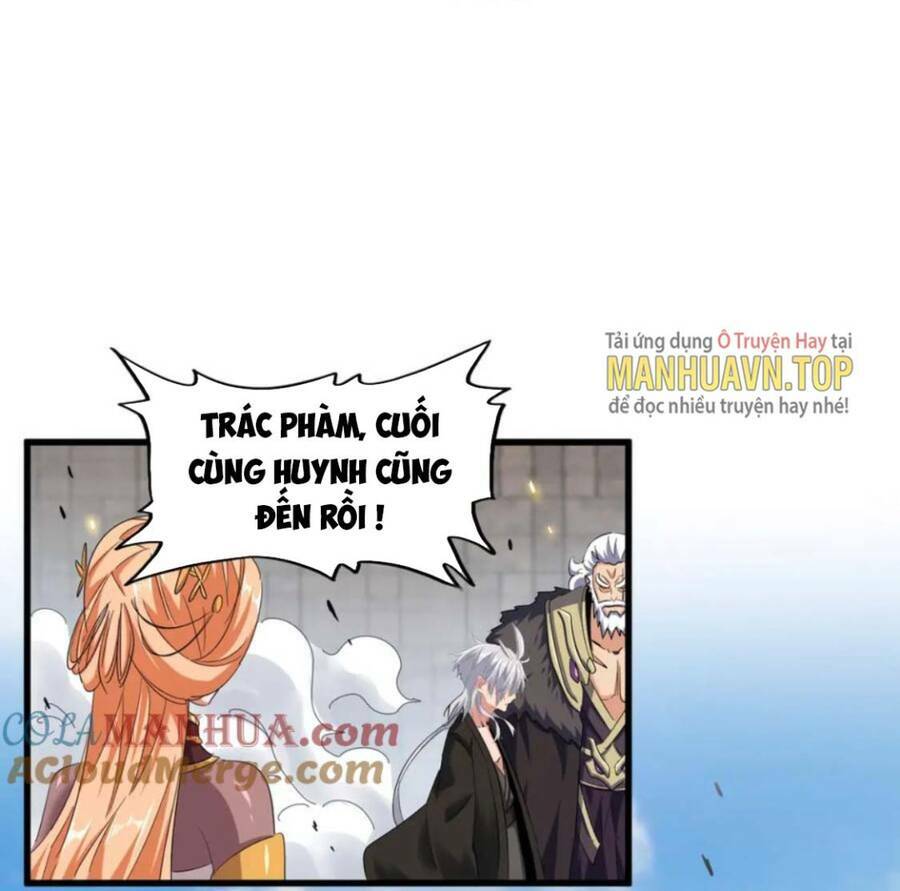 Tải ứng dụng Ô Truyện Hay tại
MANHUAVN.TOP
để đọc nhiều truyện hay nhé!
TRÁC PHÀM, CUỐI
CÙNG HUYNH CŨNG
ĐẾN RỒI !
COLAMANHUA.com
ACloudMerge.com